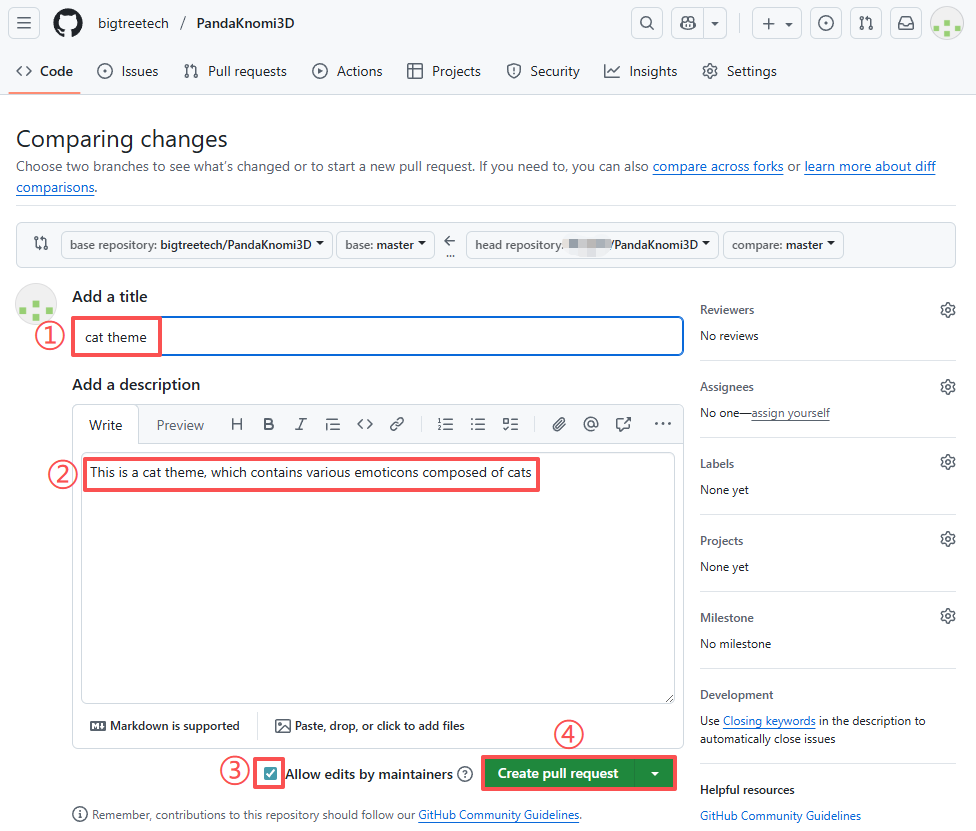 bigtreetech / PandaKnomi3D
Code Issues Pull requests Actions Projects Security Insights Settings
Comparing changes
Choose two branches to see what's changed or to start a new pull request. If you need to, you can also compare across forks or learn more about diff
comparisons.
base repository: bigtreetech/PandaKnomi3D base: master ← ... head repository: /PandaKnomi3D compare: master
Add a title
① cat theme
Add a description
Write Preview H B I
② This is a cat theme, which contains various emoticons composed of cats
Markdown is supported Paste, drop, or click to add files
③ Allow edits by maintainers ④ Create pull request
Remember, contributions to this repository should follow our GitHub Community Guidelines.
Reviewers
No reviews
Assignees
No one—assign yourself
Labels
None yet
Projects
None yet
Milestone
No milestone
Development
Use Closing keywords in the description to
automatically close issues
Helpful resources
GitHub Community Guidelines